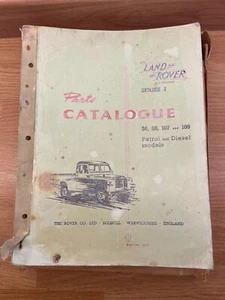 LAND
ROVER
SERIES I
Parts
CATALOGUE
86, 88, 107 and 109
Petrol and Diesel
Models
THE ROVER CO. LTD · SOLIHULL · WARWICKSHIRE · ENGLAND